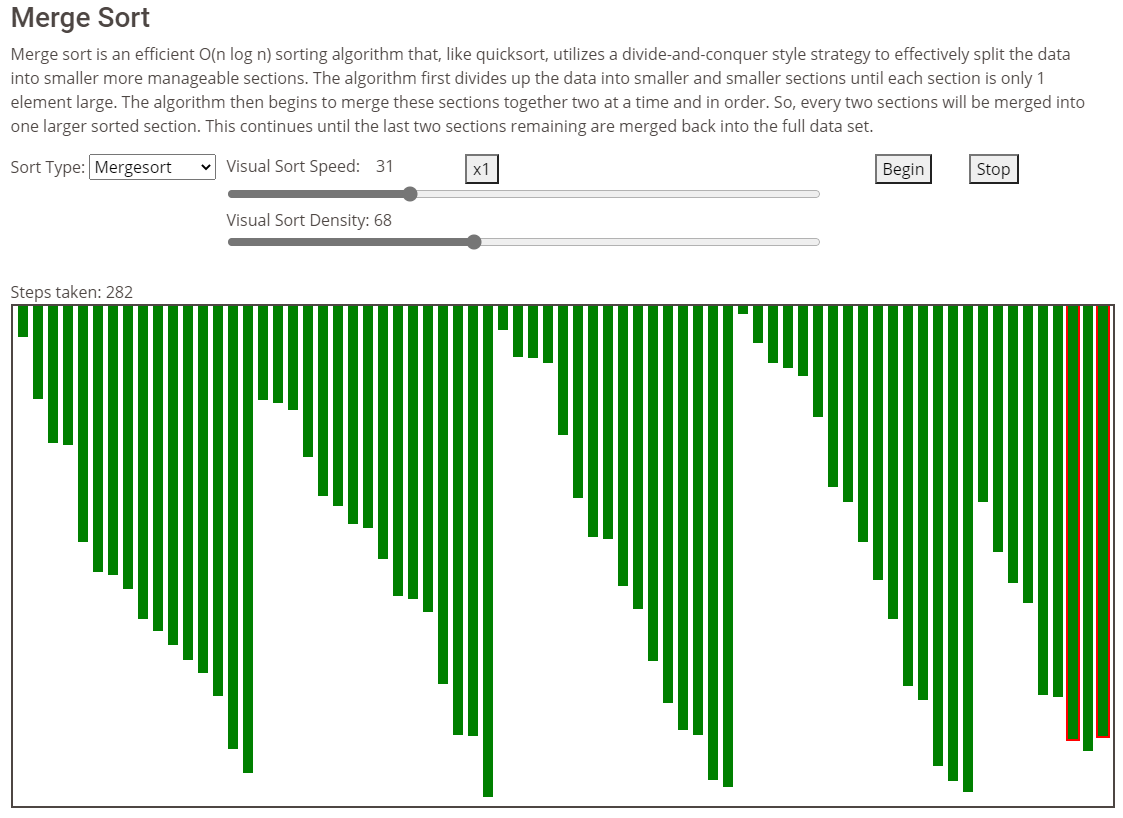 Merge Sort
Merge sort is an efficient O(n log n) sorting algorithm that, like quicksort, utilizes a divide-and-conquer style strategy to effectively split the data
into smaller more manageable sections. The algorithm first divides up the data into smaller and smaller sections until each section is only 1
element large. The algorithm then begins to merge these sections together two at a time and in order. So, every two sections will be merged into
one larger sorted section. This continues until the last two sections remaining are merged back into the full data set.
Sort Type: Mergesort Visual Sort Speed: 31 x1 Begin Stop
Visual Sort Density: 68
Steps taken: 282